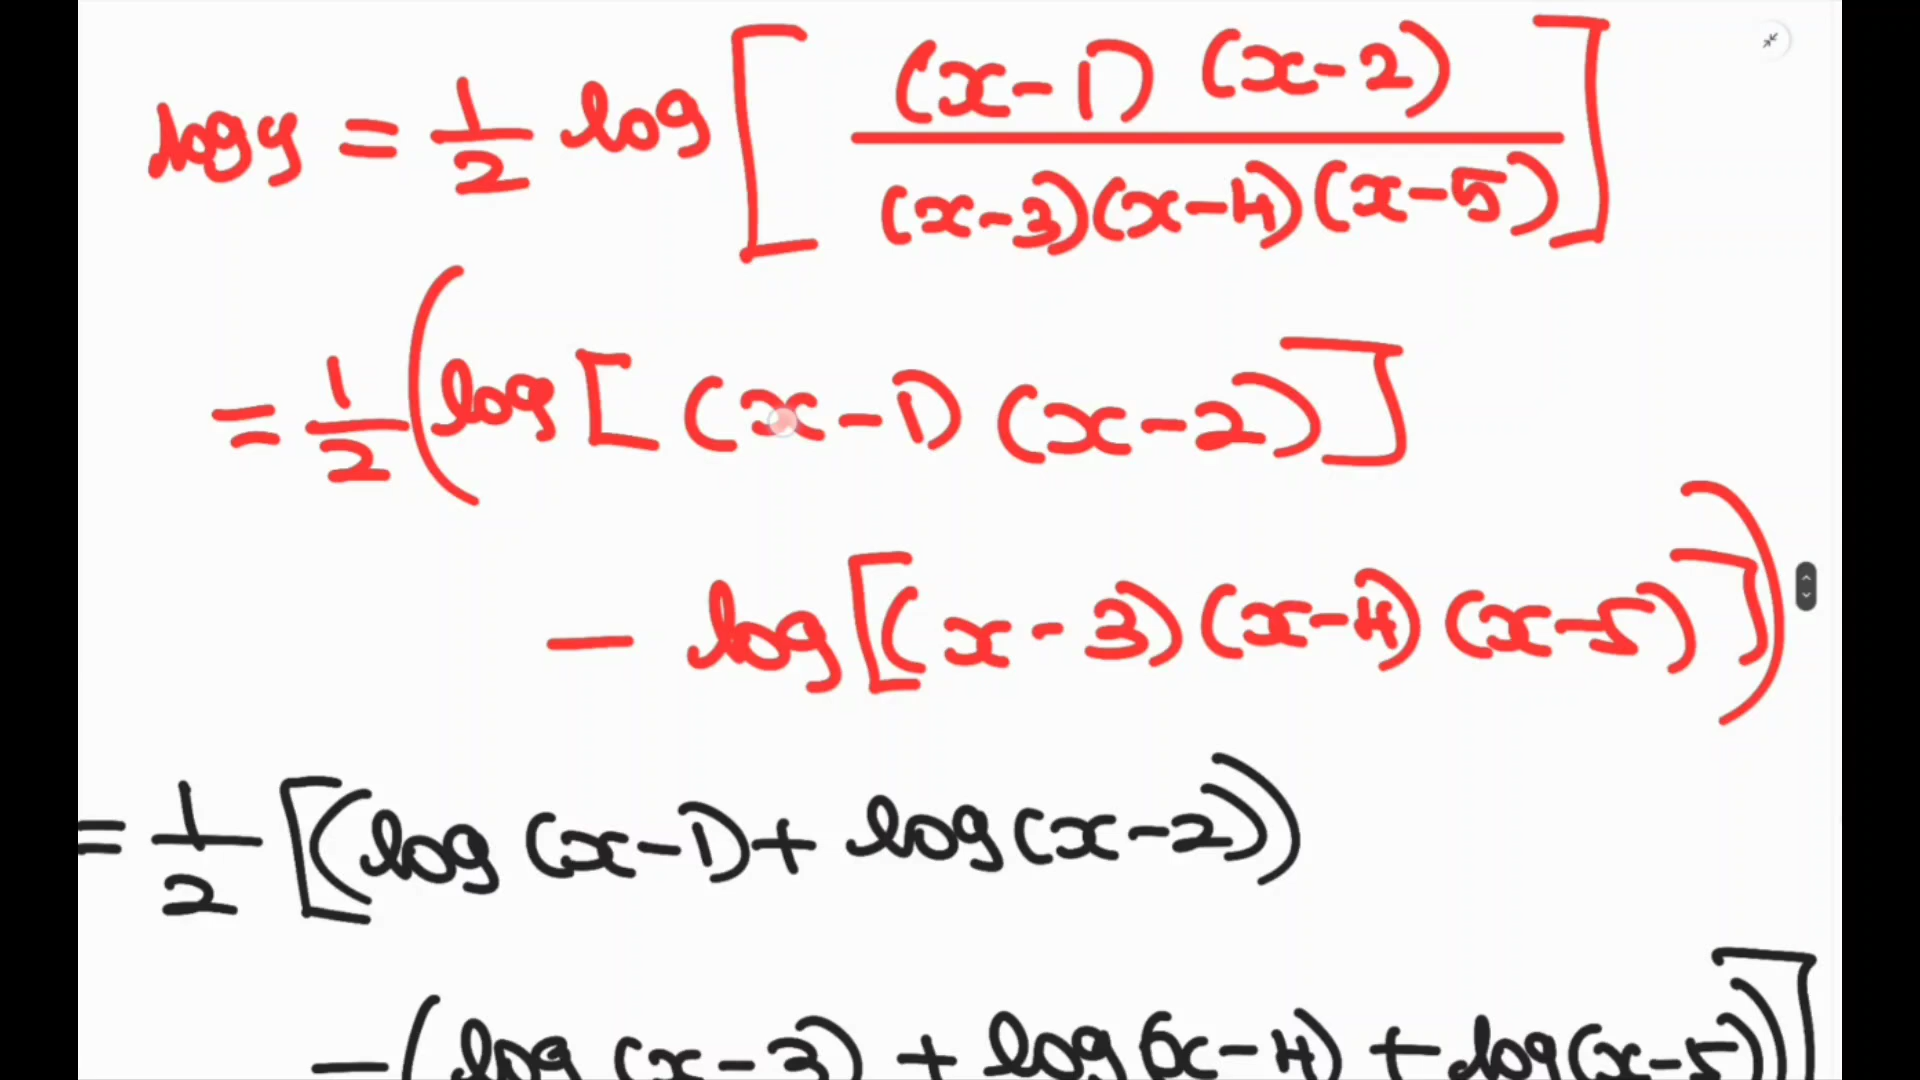 log y = 1/2 log [ (x-1) (x-2) / (x-3)(x-4)(x-5) ]
= 1/2 ( log [ (x-1) (x-2) ]
- log [ (x-3) (x-4) (x-5) ] )
= 1/2 [ ( log (x-1) + log (x-2) )
- ( log (x-3) + log (x-4) + log (x-5) ) ]